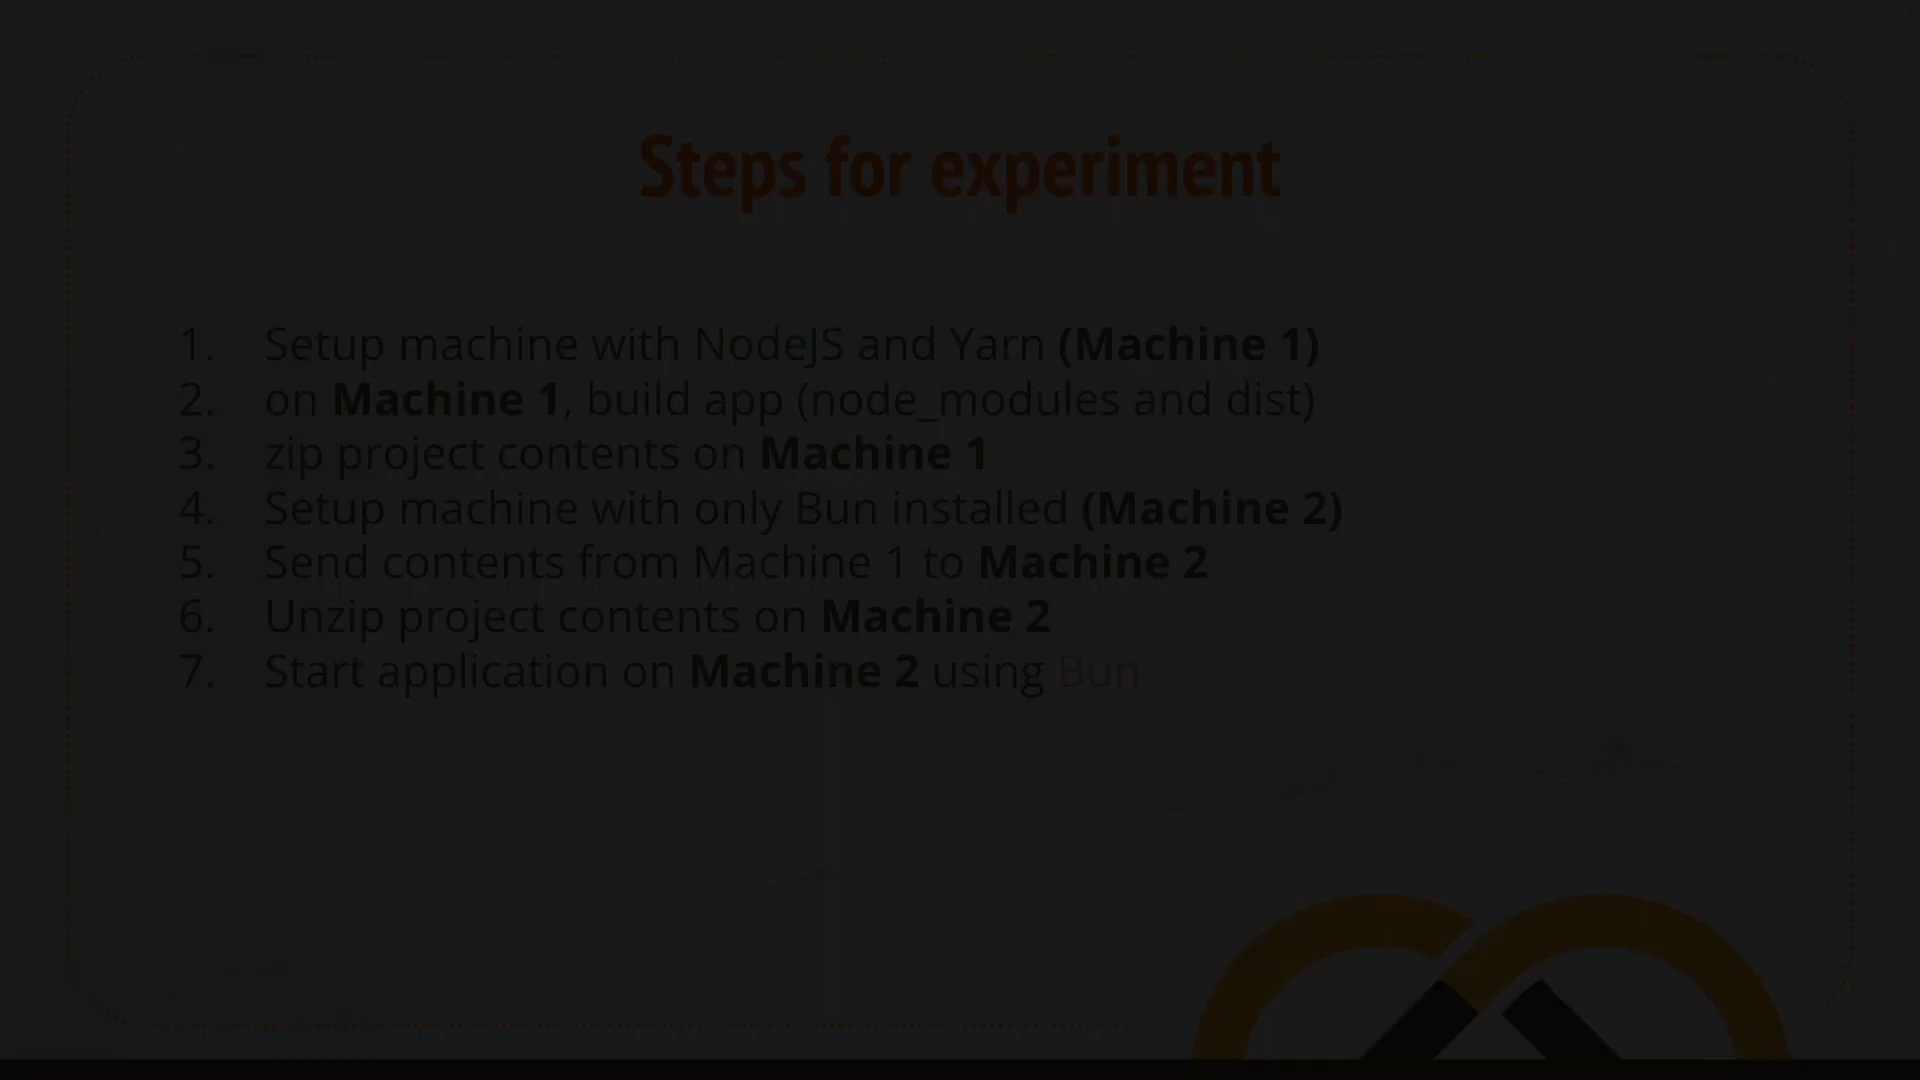 Steps for experiment
1. Setup machine with NodeJS and Yarn (Machine 1)
2. on Machine 1, build app (node_modules and dist)
3. zip project contents on Machine 1
4. Setup machine with only Bun installed (Machine 2)
5. Send contents from Machine 1 to Machine 2
6. Unzip project contents on Machine 2
7. Start application on Machine 2 using Bun